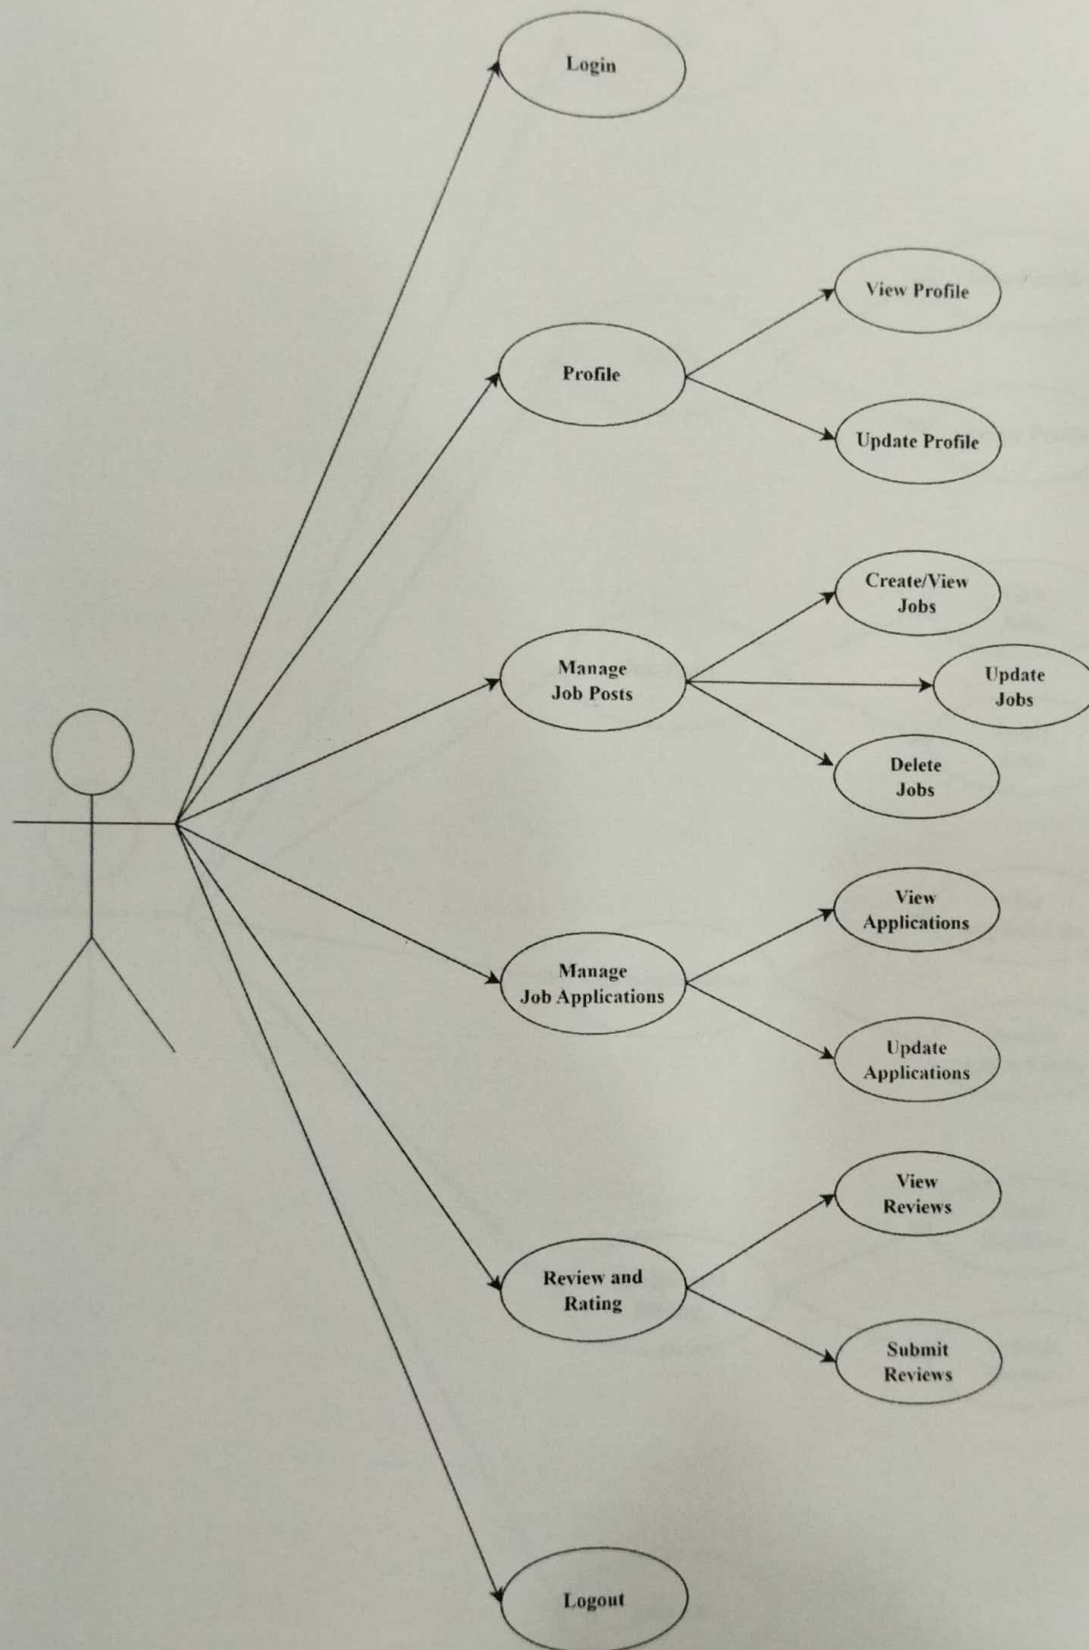 Login
View Profile
Profile
Update Profile
Create/View
Jobs
Manage
Job Posts
Update
Jobs
Delete
Jobs
View
Applications
Manage
Job Applications
Update
Applications
View
Reviews
Review and
Rating
Submit
Reviews
Logout